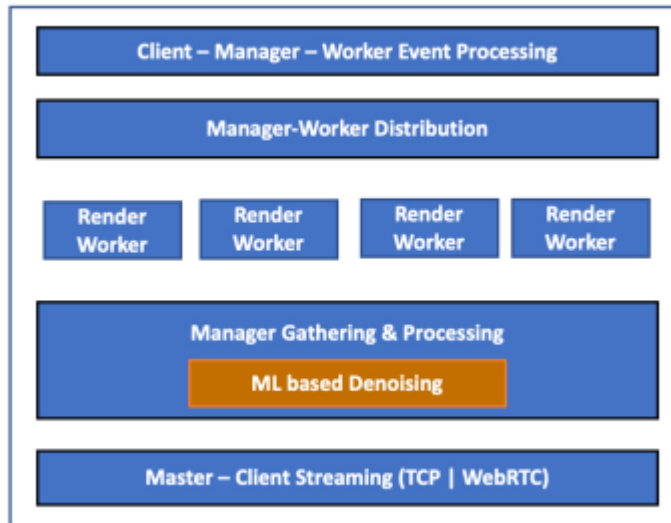 Client – Manager – Worker Event Processing
Manager-Worker Distribution
Render Render Render Render
Worker Worker Worker Worker
Manager Gathering & Processing
ML based Denoising
Master – Client Streaming (TCP | WebRTC)